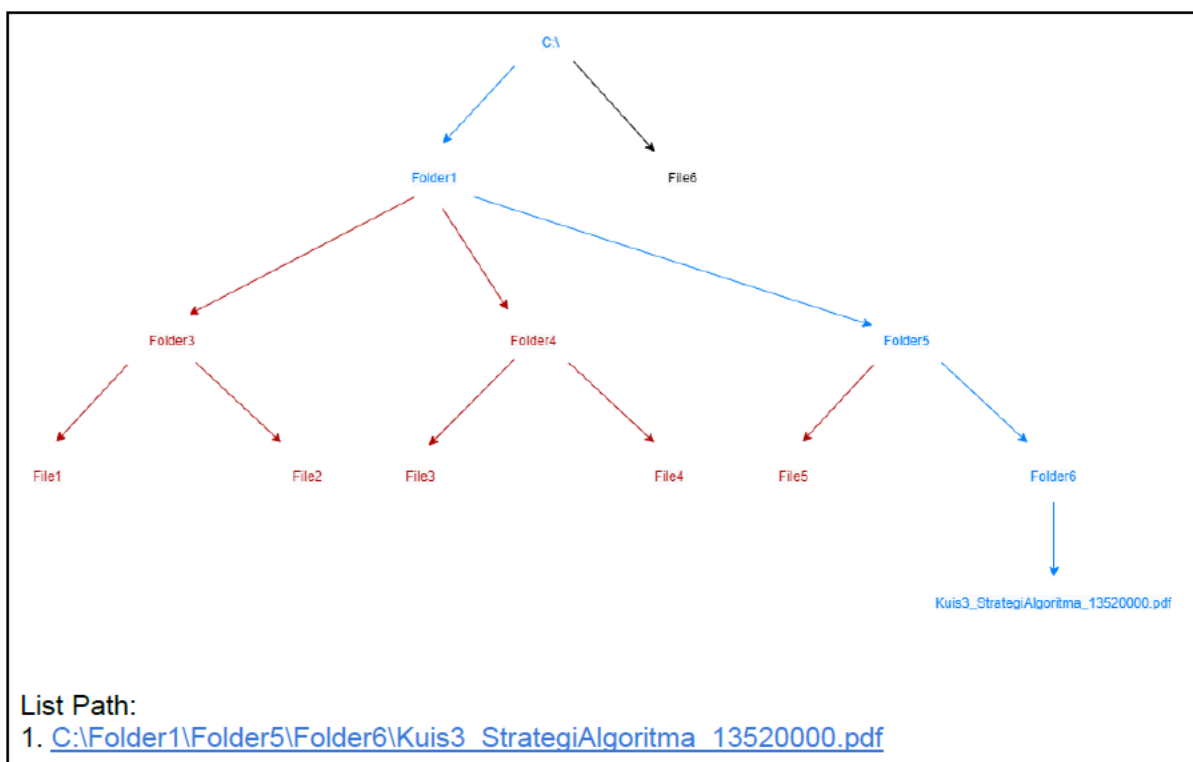 C:\
Folder1 File6
Folder3 Folder4 Folder5
File1 File2 File3 File4 File5 Folder6
Kuis3_StrategiAlgoritma_13520000.pdf
List Path:
1. C:\Folder1\Folder5\Folder6\Kuis3_StrategiAlgoritma_13520000.pdf